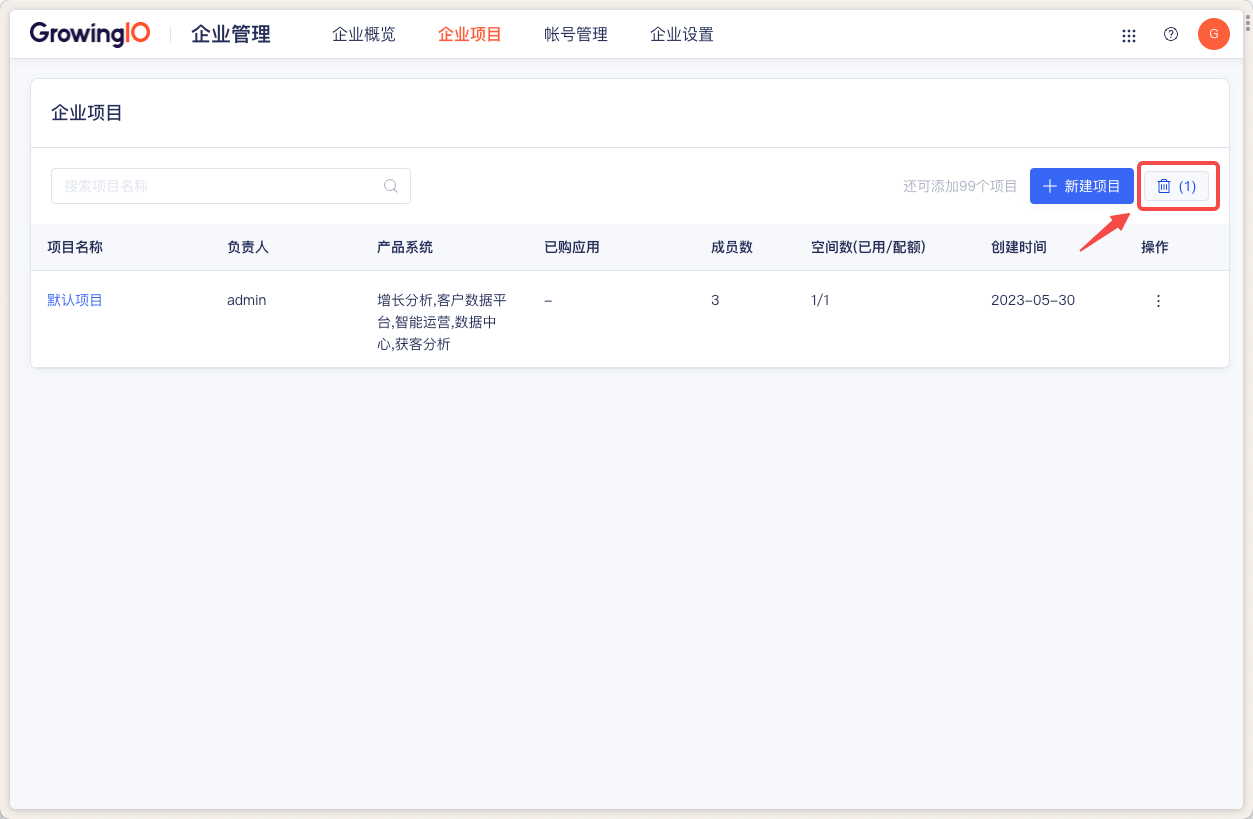 GrowingIO 企业管理 企业概览 企业项目 帐号管理 企业设置 G
企业项目
搜索项目名称 还可添加99个项目 新建项目 (1)
项目名称 负责人 产品系统 已购应用 成员数 空间数(已用/配额) 创建时间 操作
默认项目 admin 增长分析,客户数据平 – 3 1/1 2023-05-30
台,智能运营,数据中
心,获客分析